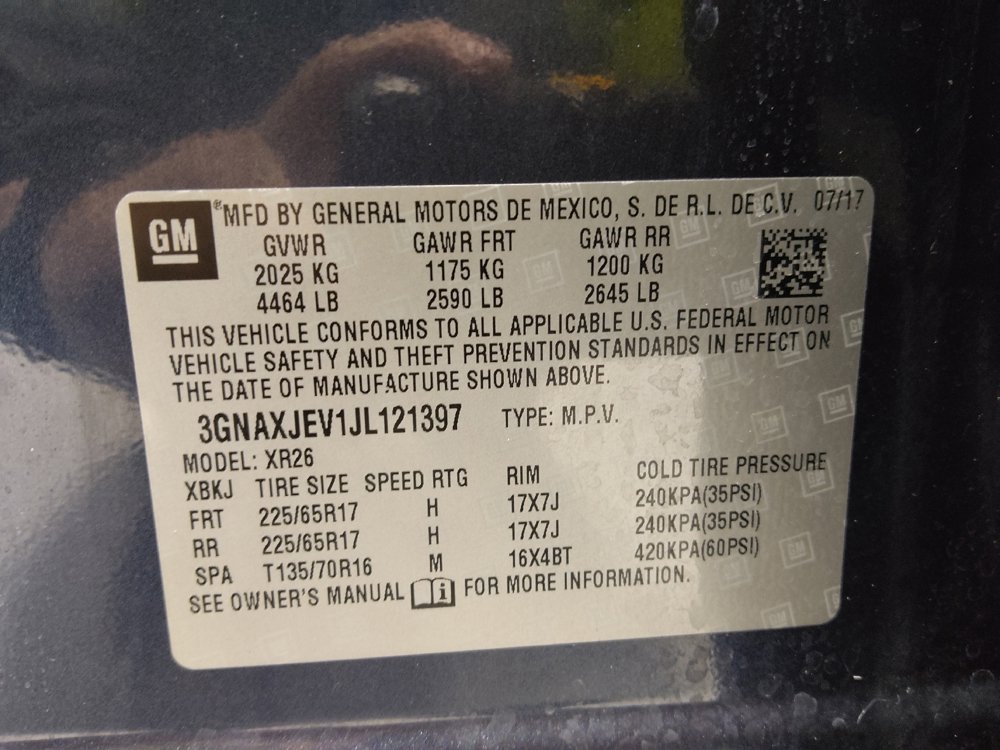 GM
®MFD BY GENERAL MOTORS DE MEXICO, S. DE R.L. DE C.V. 07/17
GVWR GAWR FRT GAWR RR
2025 KG 1175 KG 1200 KG
4464 LB 2590 LB 2645 LB
THIS VEHICLE CONFORMS TO ALL APPLICABLE U.S. FEDERAL MOTOR
VEHICLE SAFETY AND THEFT PREVENTION STANDARDS IN EFFECT ON
THE DATE OF MANUFACTURE SHOWN ABOVE.
3GNAXJEV1JL121397 TYPE: M.P.V.
MODEL: XR26
XBKJ TIRE SIZE SPEED RTG RIM COLD TIRE PRESSURE
FRT 225/65R17 H 17X7J 240KPA(35PSI)
RR 225/65R17 H 17X7J 240KPA(35PSI)
SPA T135/70R16 M 16X4BT 420KPA(60PSI)
SEE OWNER'S MANUAL i FOR MORE INFORMATION.